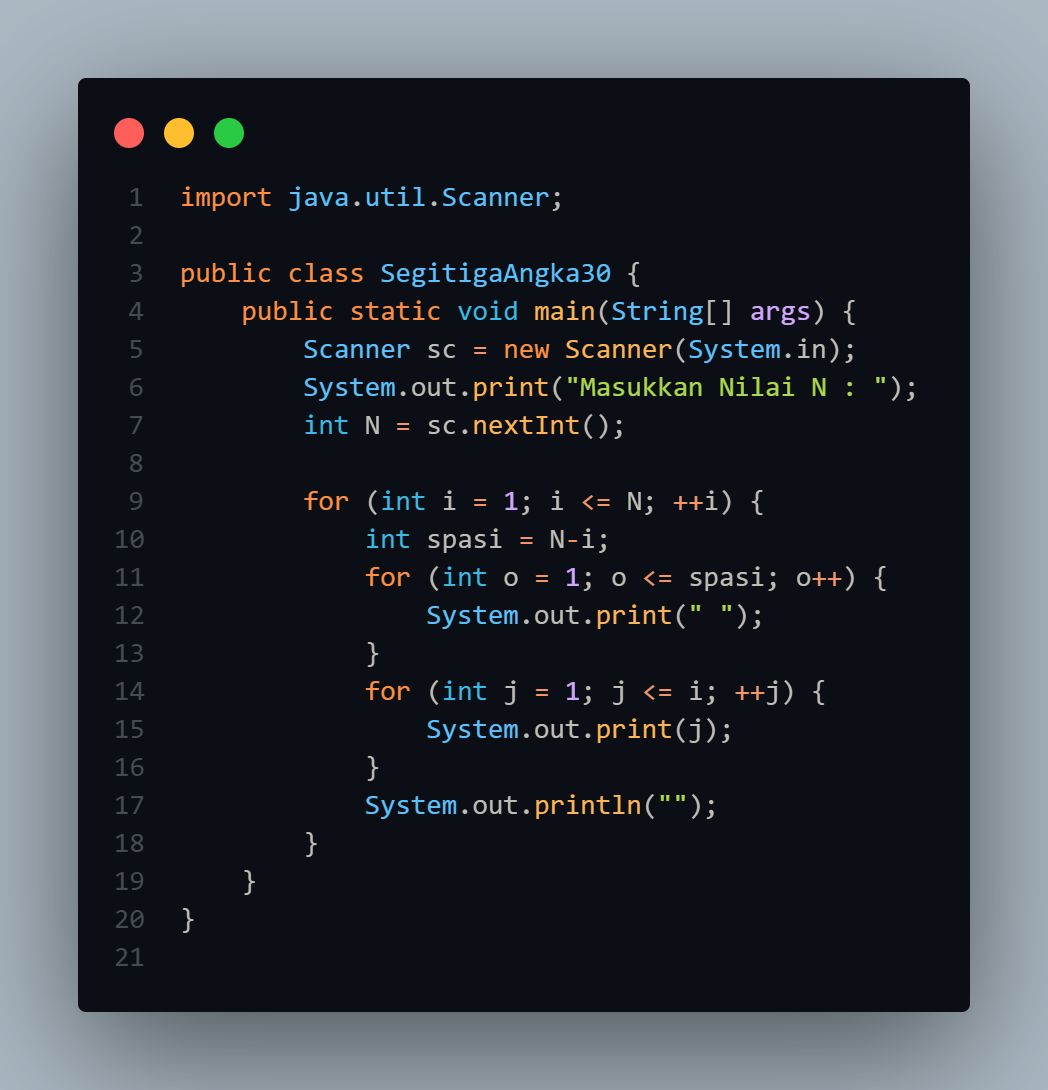 1 import java.util.Scanner;
2
3 public class SegitigaAngka30 {
4     public static void main(String[] args) {
5         Scanner sc = new Scanner(System.in);
6         System.out.print("Masukkan Nilai N : ");
7         int N = sc.nextInt();
8
9         for (int i = 1; i <= N; ++i) {
10             int spasi = N-i;
11             for (int o = 1; o <= spasi; o++) {
12                 System.out.print(" ");
13             }
14             for (int j = 1; j <= i; ++j) {
15                 System.out.print(j);
16             }
17             System.out.println("");
18         }
19     }
20 }
21